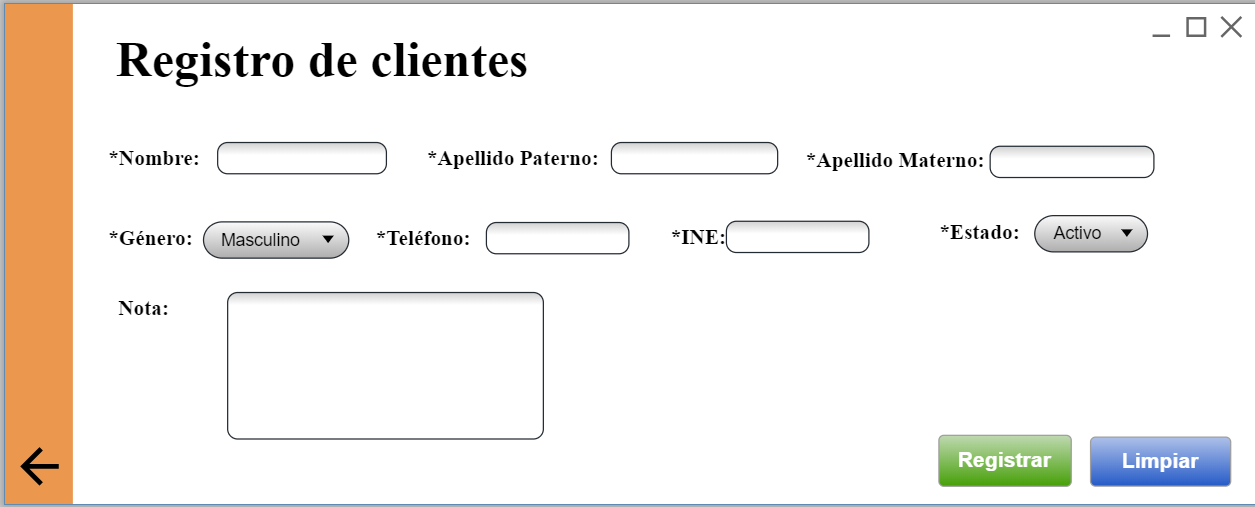 Registro de clientes
*Nombre: *Apellido Paterno: *Apellido Materno:
*Género: Masculino *Teléfono: *INE: *Estado: Activo
Nota:
Registrar Limpiar